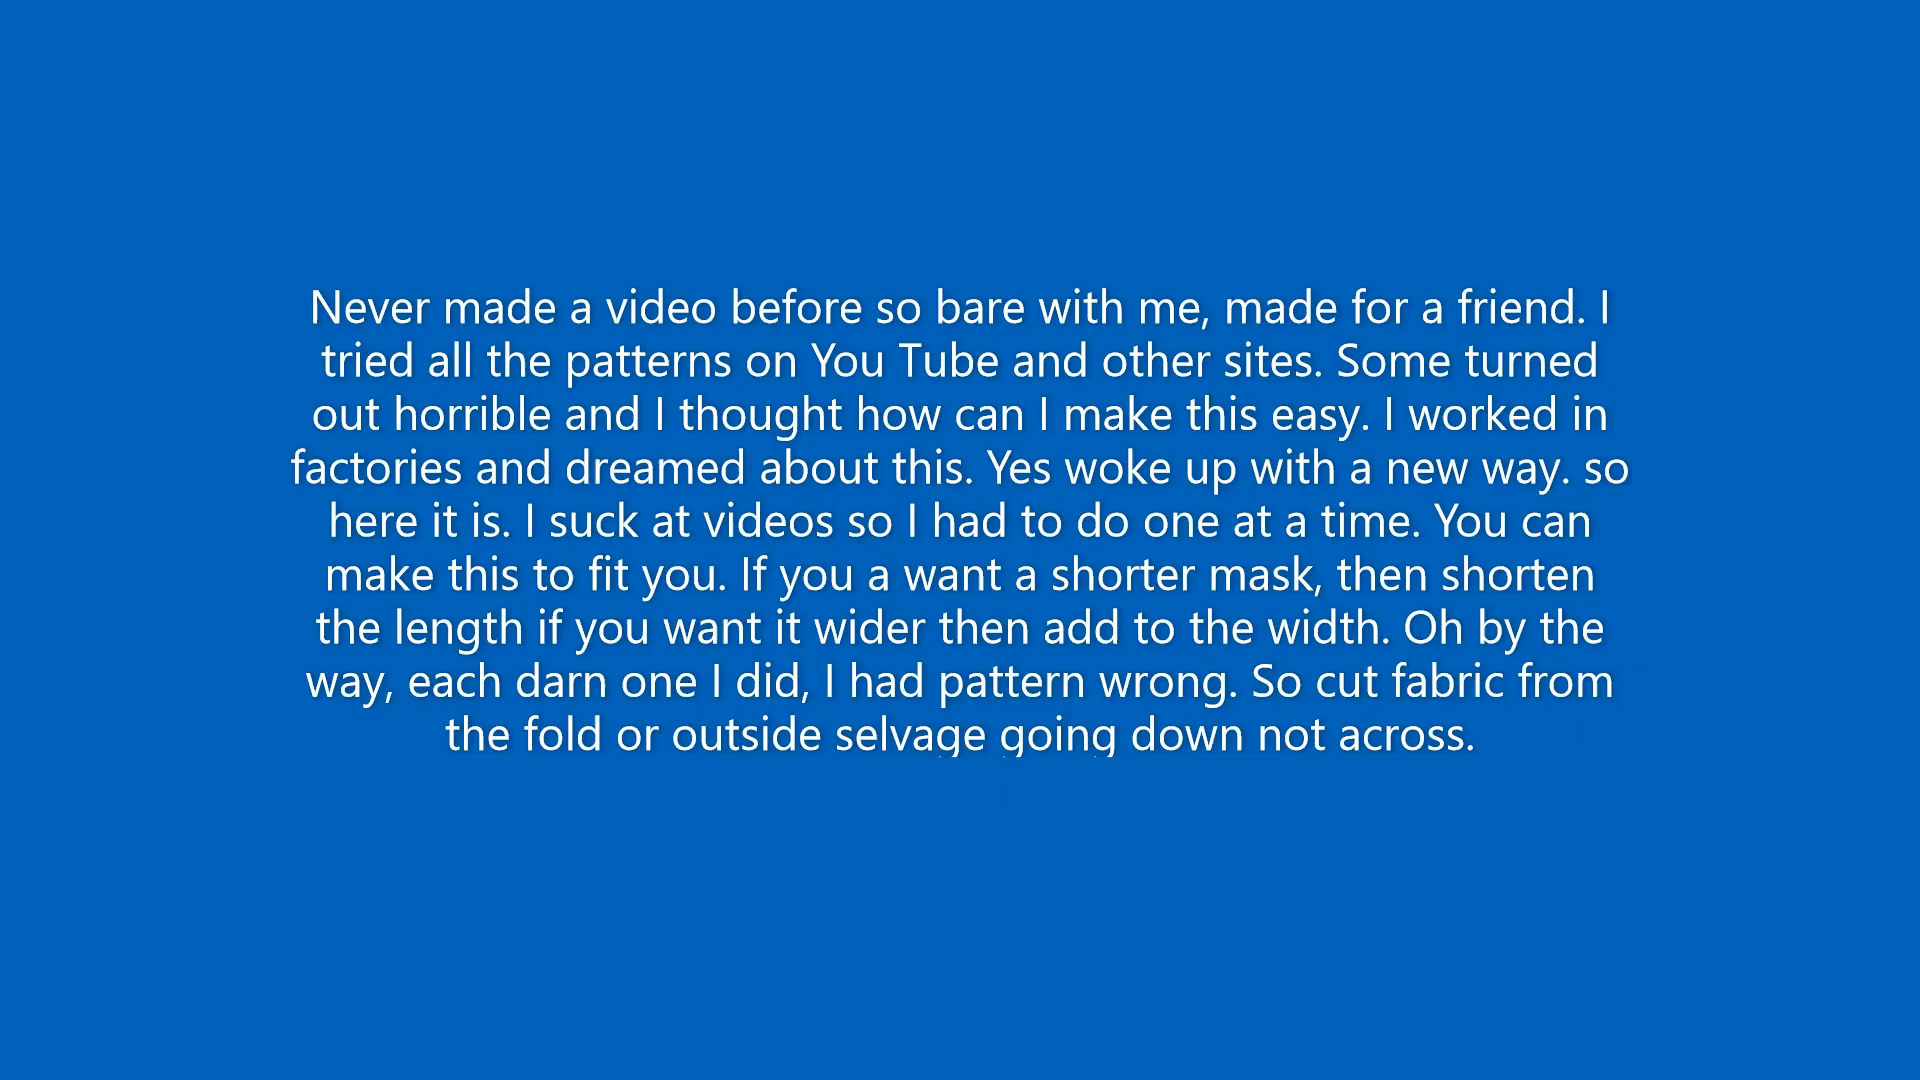 Never made a video before so bare with me, made for a friend. I
tried all the patterns on You Tube and other sites. Some turned
out horrible and I thought how can I make this easy. I worked in
factories and dreamed about this. Yes woke up with a new way. so
here it is. I suck at videos so I had to do one at a time. You can
make this to fit you. If you a want a shorter mask, then shorten
the length if you want it wider then add to the width. Oh by the
way, each darn one I did, I had pattern wrong. So cut fabric from
the fold or outside selvage going down not across.